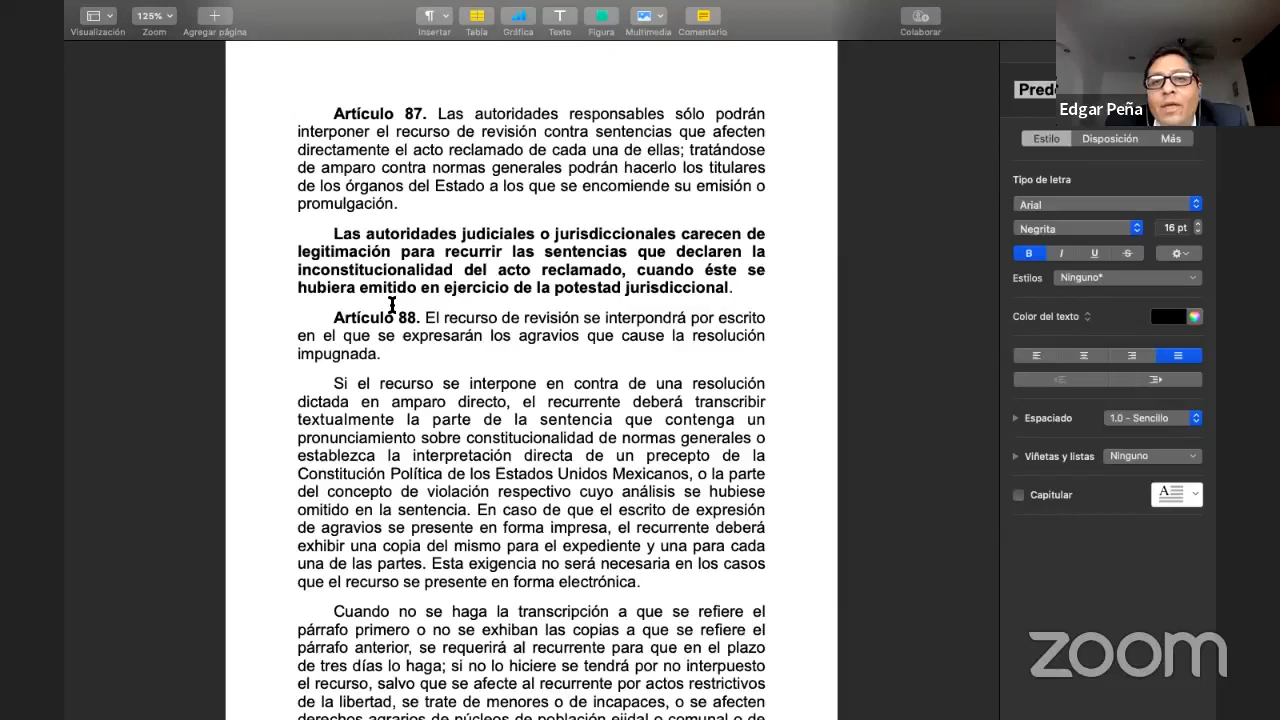 125%
Visualización Zoom Agregar página Insertar Tabla Gráfica Texto Figura Multimedia Comentario Colaborar
Edgar Peña
Estilo Disposición Más
Tipo de letra
Arial
Negrita 16 pt
B I U S
Estilos Ninguno*
Color del texto
Espaciado 1.0 - Sencillo
Viñetas y listas Ninguno
Capitular
Artículo 87. Las autoridades responsables sólo podrán
interponer el recurso de revisión contra sentencias que afecten
directamente el acto reclamado de cada una de ellas; tratándose
de amparo contra normas generales podrán hacerlo los titulares
de los órganos del Estado a los que se encomiende su emisión o
promulgación.
Las autoridades judiciales o jurisdiccionales carecen de
legitimación para recurrir las sentencias que declaren la
inconstitucionalidad del acto reclamado, cuando éste se
hubiera emitido en ejercicio de la potestad jurisdiccional.
Artículo 88. El recurso de revisión se interpondrá por escrito
en el que se expresarán los agravios que cause la resolución
impugnada.
Si el recurso se interpone en contra de una resolución
dictada en amparo directo, el recurrente deberá transcribir
textualmente la parte de la sentencia que contenga un
pronunciamiento sobre constitucionalidad de normas generales o
establezca la interpretación directa de un precepto de la
Constitución Política de los Estados Unidos Mexicanos, o la parte
del concepto de violación respectivo cuyo análisis se hubiese
omitido en la sentencia. En caso de que el escrito de expresión
de agravios se presente en forma impresa, el recurrente deberá
exhibir una copia del mismo para el expediente y una para cada
una de las partes. Esta exigencia no será necesaria en los casos
que el recurso se presente en forma electrónica.
Cuando no se haga la transcripción a que se refiere el
párrafo primero o no se exhiban las copias a que se refiere el
párrafo anterior, se requerirá al recurrente para que en el plazo
de tres días lo haga; si no lo hiciere se tendrá por no interpuesto
el recurso, salvo que se afecte al recurrente por actos restrictivos
de la libertad, se trate de menores o de incapaces, o se afecten
derechos agrarios de núcleos de población ejidal o comunal o de
zoom